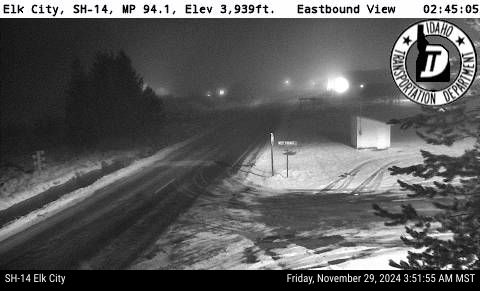 Elk City, SH-14, MP 94.1, Elev 3,939ft. Eastbound View 02:45:05
IDAHO
TRANSPORTATION DEPARTMENT
SH-14 Elk City
Friday, November 29, 2024 3:51:55 AM MST